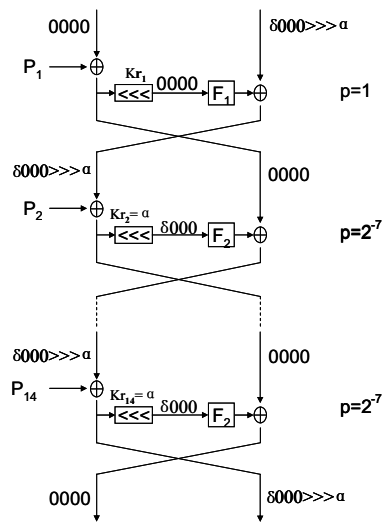 0000 δ000>>>α
P1
Kr1
<<< 0000 F1 p=1
δ000>>>α 0000
P2
Kr2= α
<<< δ000 F2 p=2-7
δ000>>>α 0000
P14
Kr14= α
<<< δ000 F2 p=2-7
0000 δ000>>>α